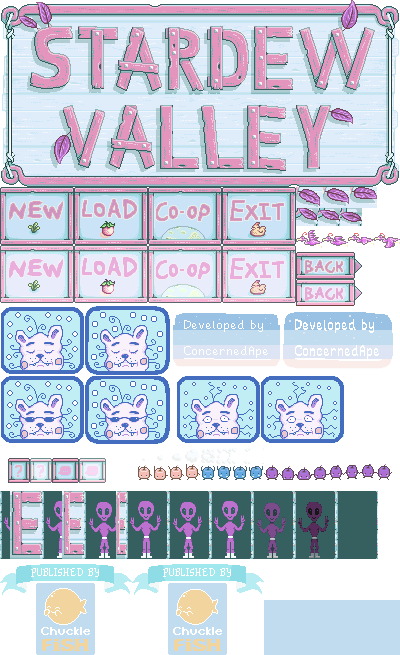 STARDEW
VALLEY
NEW LOAD CO-OP EXIT
NEW LOAD CO-OP EXIT
BACK
BACK
Developed by Developed by
ConcernedApe ConcernedApe
? ?
E E
PUBLISHED BY PUBLISHED BY
Chuckle Chuckle
FISH FISH